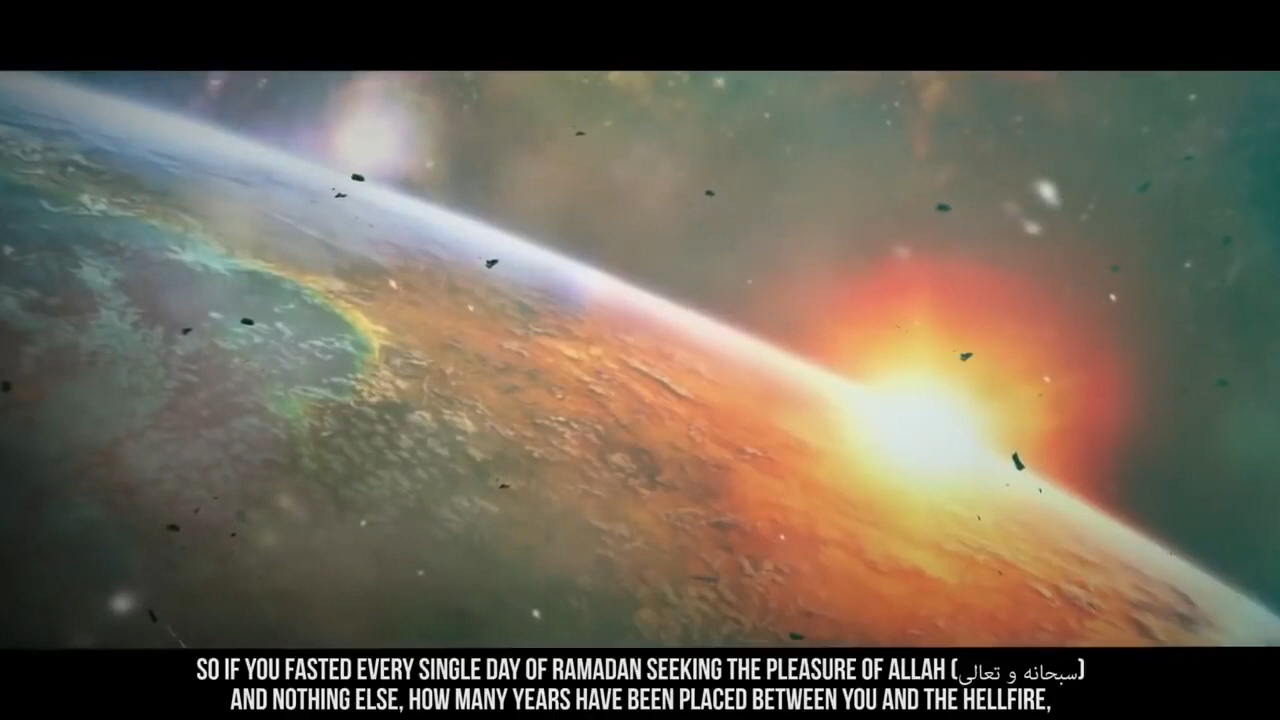 SO IF YOU FASTED EVERY SINGLE DAY OF RAMADAN SEEKING THE PLEASURE OF ALLAH (سبحانه و تعالى)
AND NOTHING ELSE, HOW MANY YEARS HAVE BEEN PLACED BETWEEN YOU AND THE HELLFIRE,